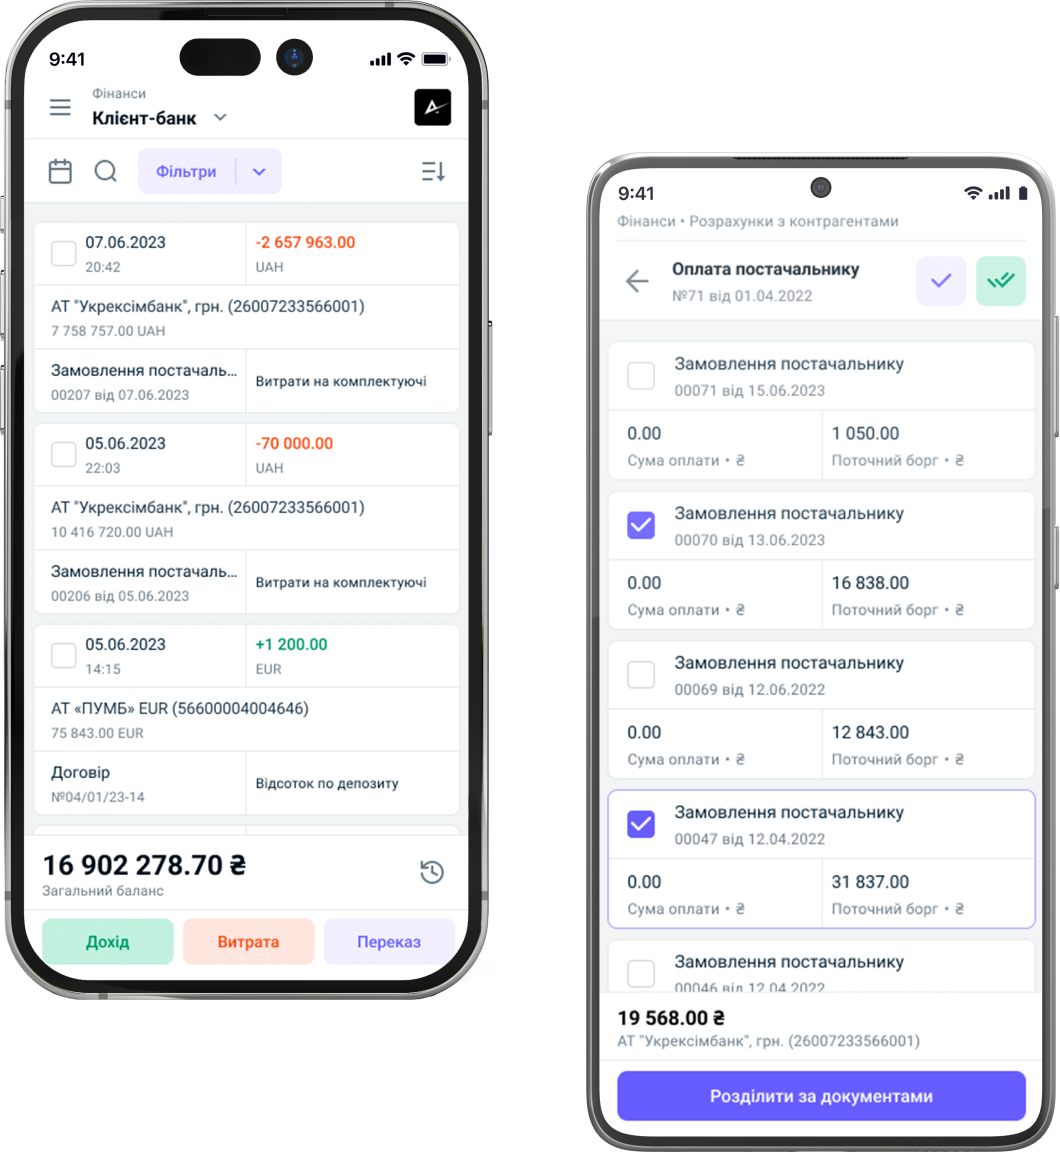 9:41
Фінанси
Клієнт-банк
Фільтри
07.06.2023
20:42
-2 657 963.00
UAH
АТ "Укрексімбанк", грн. (26007233566001)
7 758 757.00 UAH
Замовлення постачаль...
00207 від 07.06.2023
Витрати на комплектуючі
05.06.2023
22:03
-70 000.00
UAH
АТ "Укрексімбанк", грн. (26007233566001)
10 416 720.00 UAH
Замовлення постачаль...
00206 від 05.06.2023
Витрати на комплектуючі
05.06.2023
14:15
+1 200.00
EUR
АТ «ПУМБ» EUR (56600004004646)
75 843.00 EUR
Договір
№04/01/23-14
Відсоток по депозиту
16 902 278.70 ₴
Загальний баланс
Дохід
Витрата
Переказ
9:41
Фінанси • Розрахунки з контрагентами
Оплата постачальнику
№71 від 01.04.2022
Замовлення постачальнику
00071 від 15.06.2023
0.00
Сума оплати • ₴
1 050.00
Поточний борг • ₴
Замовлення постачальнику
00070 від 13.06.2023
0.00
Сума оплати • ₴
16 838.00
Поточний борг • ₴
Замовлення постачальнику
00069 від 12.06.2022
0.00
Сума оплати • ₴
12 843.00
Поточний борг • ₴
Замовлення постачальнику
00047 від 12.04.2022
0.00
Сума оплати • ₴
31 837.00
Поточний борг • ₴
Замовлення постачальнику
00046 від 12.04.2022
19 568.00 ₴
АТ "Укрексімбанк", грн. (26007233566001)
Розділити за документами